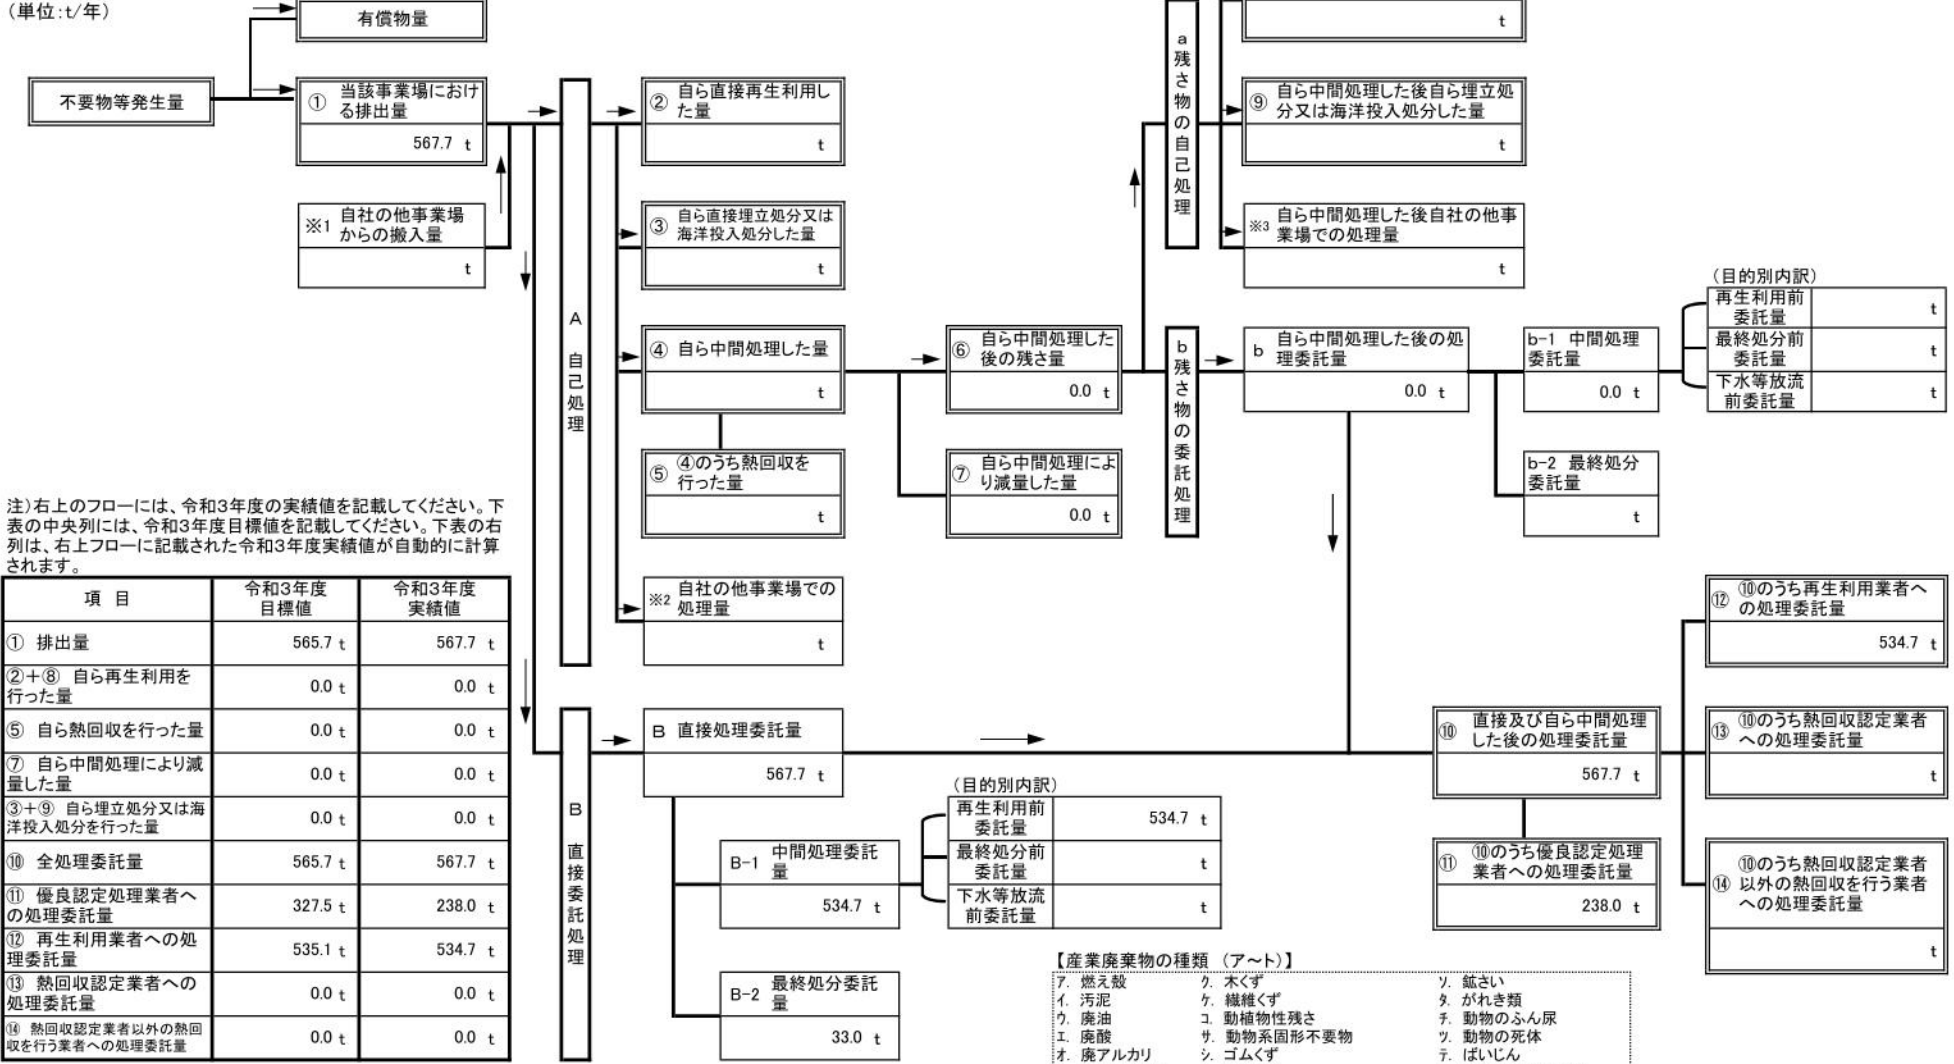 (単位:t/年)
有償物量
t
不要物等発生量
① 当該事業場におけ
る排出量
567.7 t
※1 自社の他事業場
からの搬入量
t
A 自己処理
② 自ら直接再生利用し
た量
t
③ 自ら直接埋立処分又は
海洋投入処分した量
t
④ 自ら中間処理した量
t
⑤ ④のうち熱回収を
行った量
t
※2 自社の他事業場での
処理量
t
⑥ 自ら中間処理した
後の残さ量
0.0 t
⑦ 自ら中間処理によ
り減量した量
0.0 t
a残さ物の自己処理
⑨ 自ら中間処理した後自ら埋立処
分又は海洋投入処分した量
t
※3 自ら中間処理した後自社の他事
業場での処理量
t
b残さ物の委託処理
b 自ら中間処理した後の処
理委託量
0.0 t
b-1 中間処理
委託量
0.0 t
b-2 最終処分
委託量
t
(目的別内訳)
再生利用前
委託量
t
最終処分前
委託量
t
下水等放流
前委託量
t
注)右上のフローには、令和3年度の実績値を記載してください。下
表の中央列には、令和3年度目標値を記載してください。下表の右
列は、右上フローに記載された令和3年度実績値が自動的に計算
されます。
項 目
令和3年度
目標値
令和3年度
実績値
① 排出量
565.7 t
567.7 t
②+⑧ 自ら再生利用を
行った量
0.0 t
0.0 t
⑤ 自ら熱回収を行った量
0.0 t
0.0 t
⑦ 自ら中間処理により減
量した量
0.0 t
0.0 t
③+⑨ 自ら埋立処分又は海
洋投入処分を行った量
0.0 t
0.0 t
⑩ 全処理委託量
565.7 t
567.7 t
⑪ 優良認定処理業者へ
の処理委託量
327.5 t
238.0 t
⑫ 再生利用業者への処
理委託量
535.1 t
534.7 t
⑬ 熱回収認定業者への
処理委託量
0.0 t
0.0 t
⑭ 熱回収認定業者以外の熱回
収を行う業者への処理委託量
0.0 t
0.0 t
B 直接委託処理
B 直接処理委託量
567.7 t
B-1 中間処理委託
量
534.7 t
B-2 最終処分委託
量
33.0 t
(目的別内訳)
再生利用前
委託量
534.7 t
最終処分前
委託量
t
下水等放流
前委託量
t
⑩ 直接及び自ら中間処理
した後の処理委託量
567.7 t
⑪ ⑩のうち優良認定処理
業者への処理委託量
238.0 t
⑫ ⑩のうち再生利用業者へ
の処理委託量
534.7 t
⑬ ⑩のうち熱回収認定業者
への処理委託量
t
⑭ ⑩のうち熱回収認定業者
以外の熱回収を行う業者
への処理委託量
t
【産業廃棄物の種類 (ア~ト)】
ア. 燃え殻
イ. 汚泥
ウ. 廃油
エ. 廃酸
オ. 廃アルカリ
ク. 木くず
ケ. 繊維くず
コ. 動植物性残さ
サ. 動物系固形不要物
シ. ゴムくず
ソ. 鉱さい
タ. がれき類
チ. 動物のふん尿
ツ. 動物の死体
テ. ばいじん